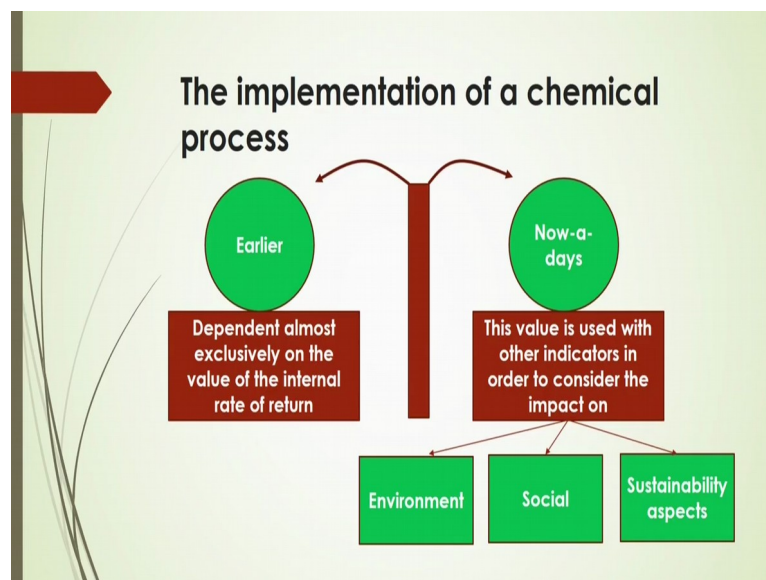 The implementation of a chemical
process
Earlier
Now-a-
days
Dependent almost
exclusively on the
value of the internal
rate of return
This value is used with
other indicators in
order to consider the
impact on
Environment
Social
Sustainability
aspects